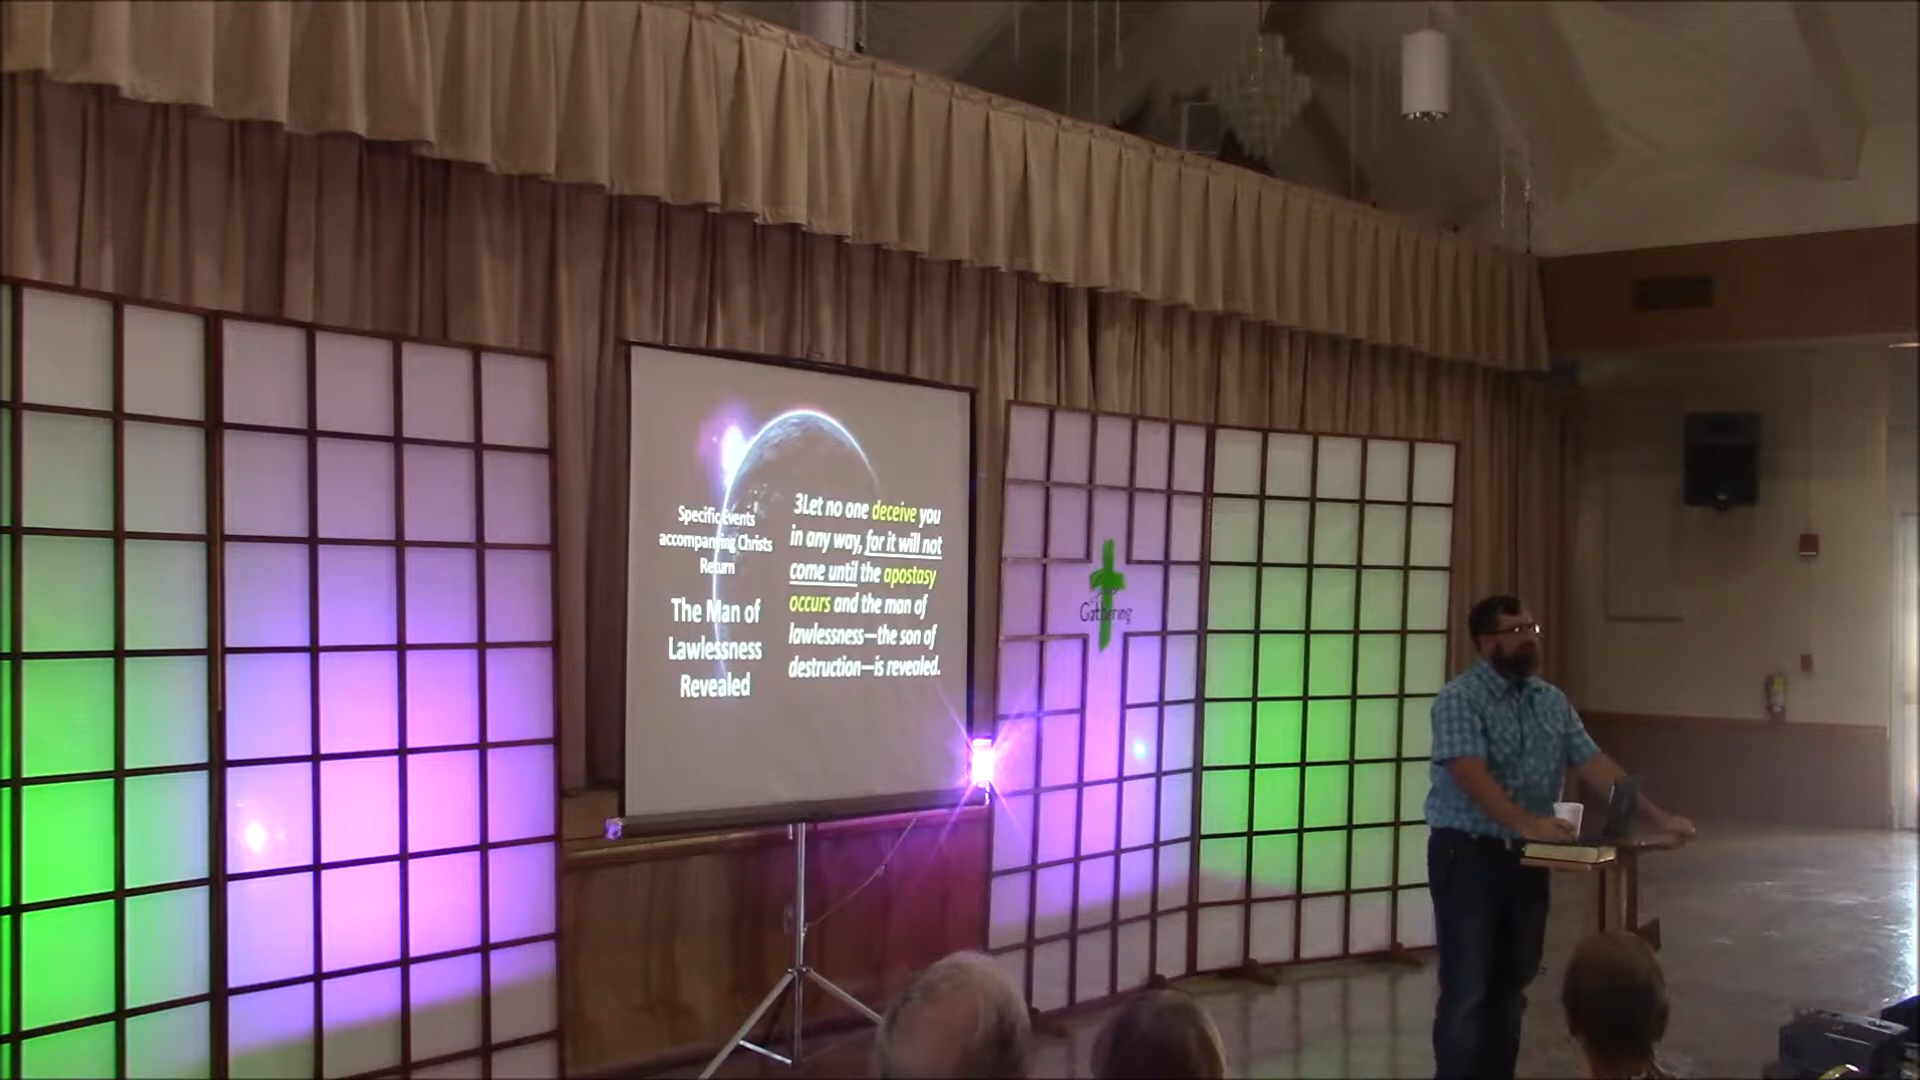 Specific Events
accompanying Christs
Return
The Man of
Lawlessness
Revealed
3Let no one deceive you
in any way, for it will not
come until the apostasy
occurs and the man of
lawlessness—the son of
destruction—is revealed.
Gathering